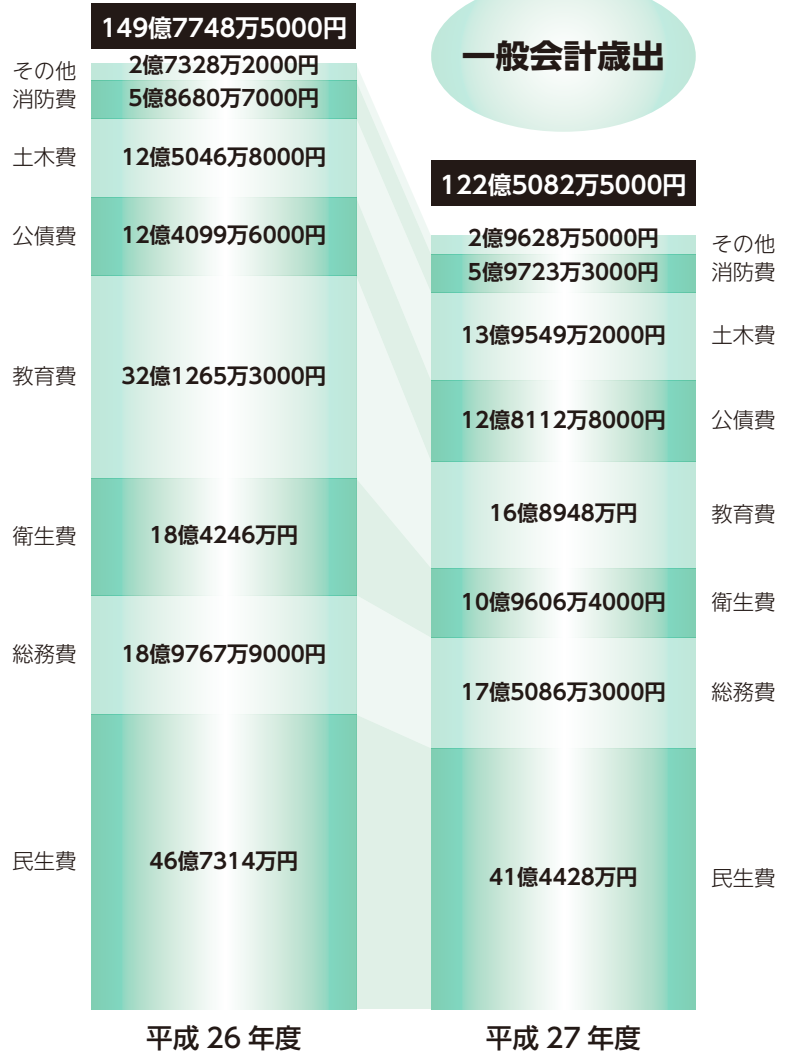 一般会計歳出
149億7748万5000円
その他 2億7328万2000円
消防費 5億8680万7000円
土木費 12億5046万8000円
公債費 12億4099万6000円
教育費 32億1265万3000円
衛生費 18億4246万円
総務費 18億9767万9000円
民生費 46億7314万円
平成 26 年度
122億5082万5000円
2億9628万5000円 その他
5億9723万3000円 消防費
13億9549万2000円 土木費
12億8112万8000円 公債費
16億8948万円 教育費
10億9606万4000円 衛生費
17億5086万3000円 総務費
41億4428万円 民生費
平成 27 年度